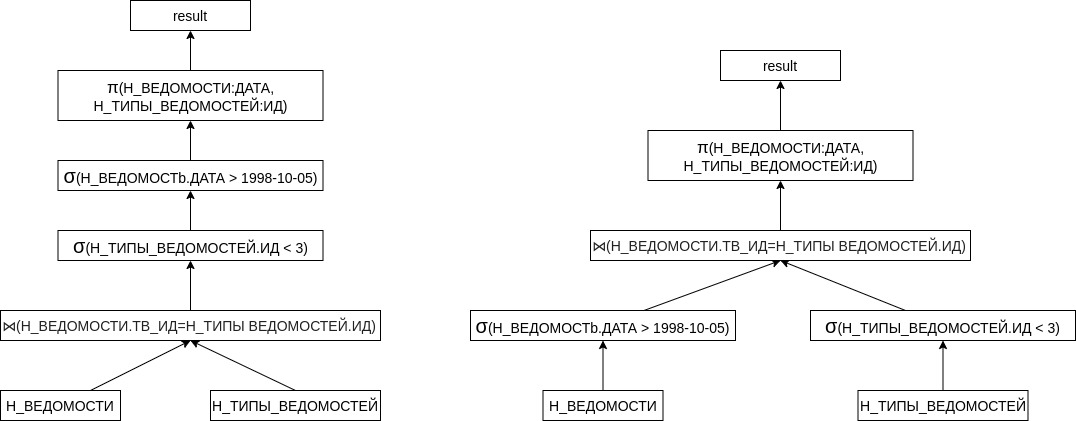 result
π(Н_ВЕДОМОСТИ:ДАТА,
Н_ТИПЫ_ВЕДОМОСТЕЙ:ИД)
σ(Н_ВЕДОМОСТb.ДАТА > 1998-10-05)
σ(Н_ТИПЫ_ВЕДОМОСТЕЙ.ИД < 3)
⋈(Н_ВЕДОМОСТИ.ТВ_ИД=Н_ТИПЫ ВЕДОМОСТЕЙ.ИД)
Н_ВЕДОМОСТИ
Н_ТИПЫ_ВЕДОМОСТЕЙ
result
π(Н_ВЕДОМОСТИ:ДАТА,
Н_ТИПЫ_ВЕДОМОСТЕЙ:ИД)
⋈(Н_ВЕДОМОСТИ.ТВ_ИД=Н_ТИПЫ ВЕДОМОСТЕЙ.ИД)
σ(Н_ВЕДОМОСТb.ДАТА > 1998-10-05)
σ(Н_ТИПЫ_ВЕДОМОСТЕЙ.ИД < 3)
Н_ВЕДОМОСТИ
Н_ТИПЫ_ВЕДОМОСТЕЙ